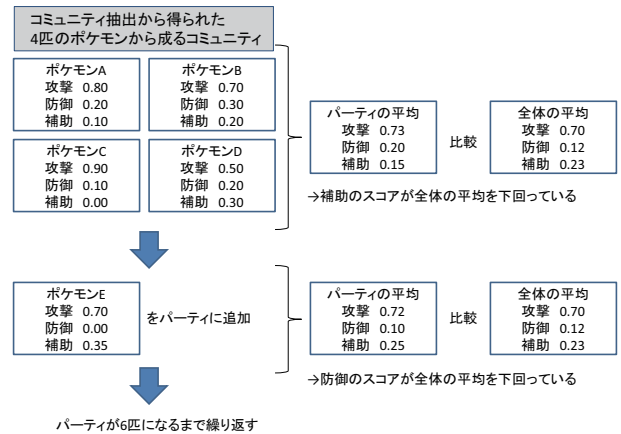 コミュニティ抽出から得られた
4匹のポケモンから成るコミュニティ
ポケモンA
攻撃 0.80
防御 0.20
補助 0.10
ポケモンB
攻撃 0.70
防御 0.30
補助 0.20
ポケモンC
攻撃 0.90
防御 0.10
補助 0.00
ポケモンD
攻撃 0.50
防御 0.20
補助 0.30
パーティの平均
攻撃 0.73
防御 0.20
補助 0.15
比較
全体の平均
攻撃 0.70
防御 0.12
補助 0.23
→補助のスコアが全体の平均を下回っている
ポケモンE
攻撃 0.70
防御 0.00
補助 0.35
をパーティに追加
パーティの平均
攻撃 0.72
防御 0.10
補助 0.25
比較
全体の平均
攻撃 0.70
防御 0.12
補助 0.23
→防御のスコアが全体の平均を下回っている
パーティが6匹になるまで繰り返す